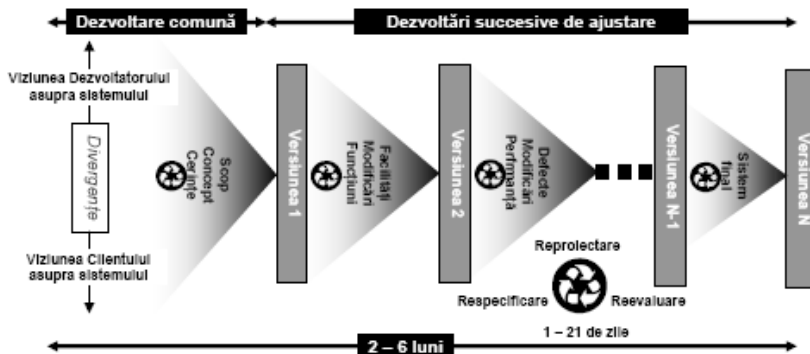 Dezvoltare comună
Dezvoltări succesive de ajustare
Viziunea Dezvoltatorului
asupra sistemului
Divergențe
Viziunea Clientului
asupra sistemului
Scop
Concept
Cerințe
Versiunea 1
Facilități
Modificări
Funcțiuni
Versiunea 2
Defecte
Modificări
Perfrmanță
Versiunea N-1
Sistem
final
Versiunea N
Reproiectare
Respecificare
Reevaluare
1 – 21 de zile
2 – 6 luni